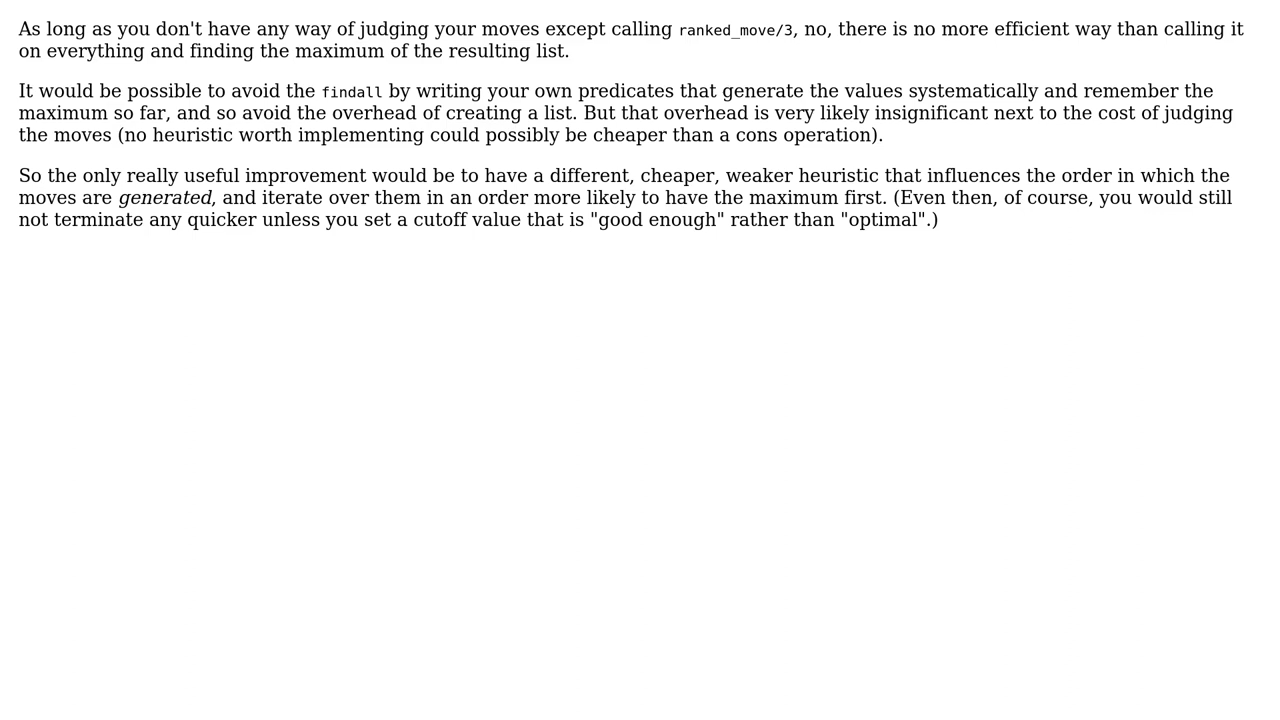 As long as you don't have any way of judging your moves except calling ranked_move/3, no, there is no more efficient way than calling it
on everything and finding the maximum of the resulting list.
It would be possible to avoid the findall by writing your own predicates that generate the values systematically and remember the
maximum so far, and so avoid the overhead of creating a list. But that overhead is very likely insignificant next to the cost of judging
the moves (no heuristic worth implementing could possibly be cheaper than a cons operation).
So the only really useful improvement would be to have a different, cheaper, weaker heuristic that influences the order in which the
moves are generated, and iterate over them in an order more likely to have the maximum first. (Even then, of course, you would still
not terminate any quicker unless you set a cutoff value that is "good enough" rather than "optimal".)